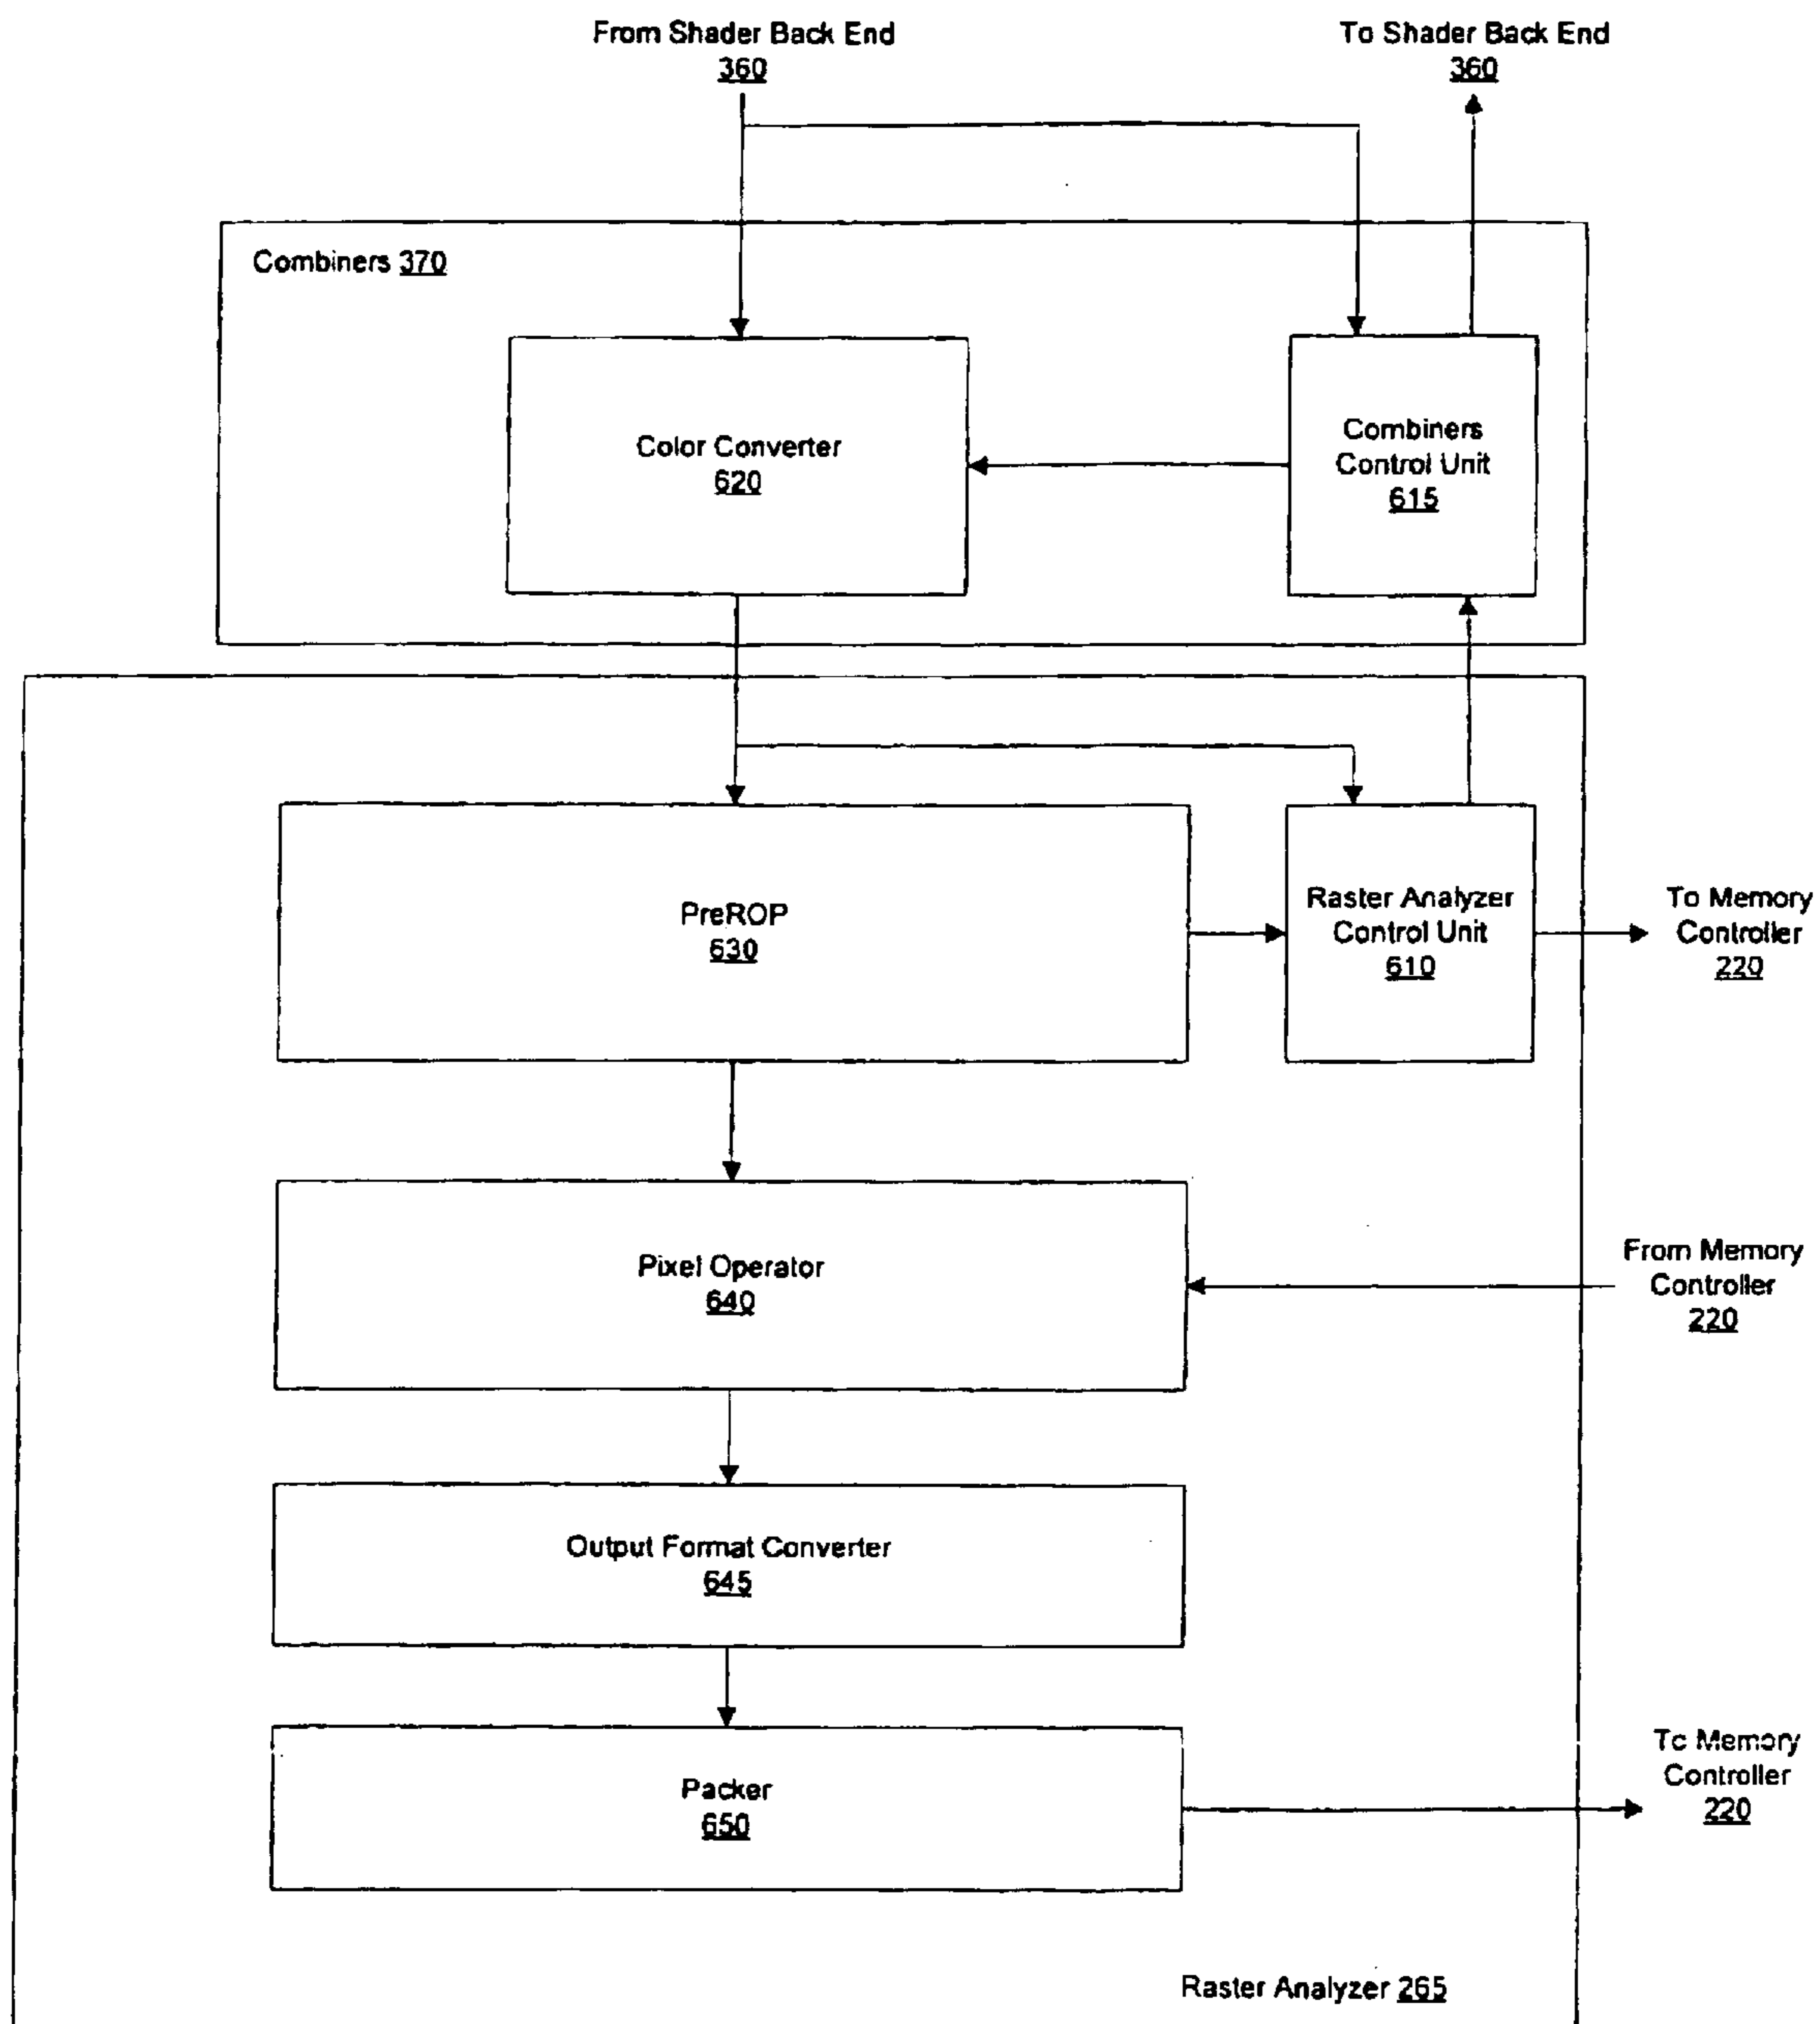 From Shader Back End
360
To Shader Back End
360
Combiners 370
Color Converter
620
Combiners
Control Unit
615
PreROP
630
Raster Analyzer
Control Unit
610
To Memory
Controller
220
Pixel Operator
640
From Memory
Controller
220
Output Format Converter
645
Packer
650
To Memory
Controller
220
Raster Analyzer 265